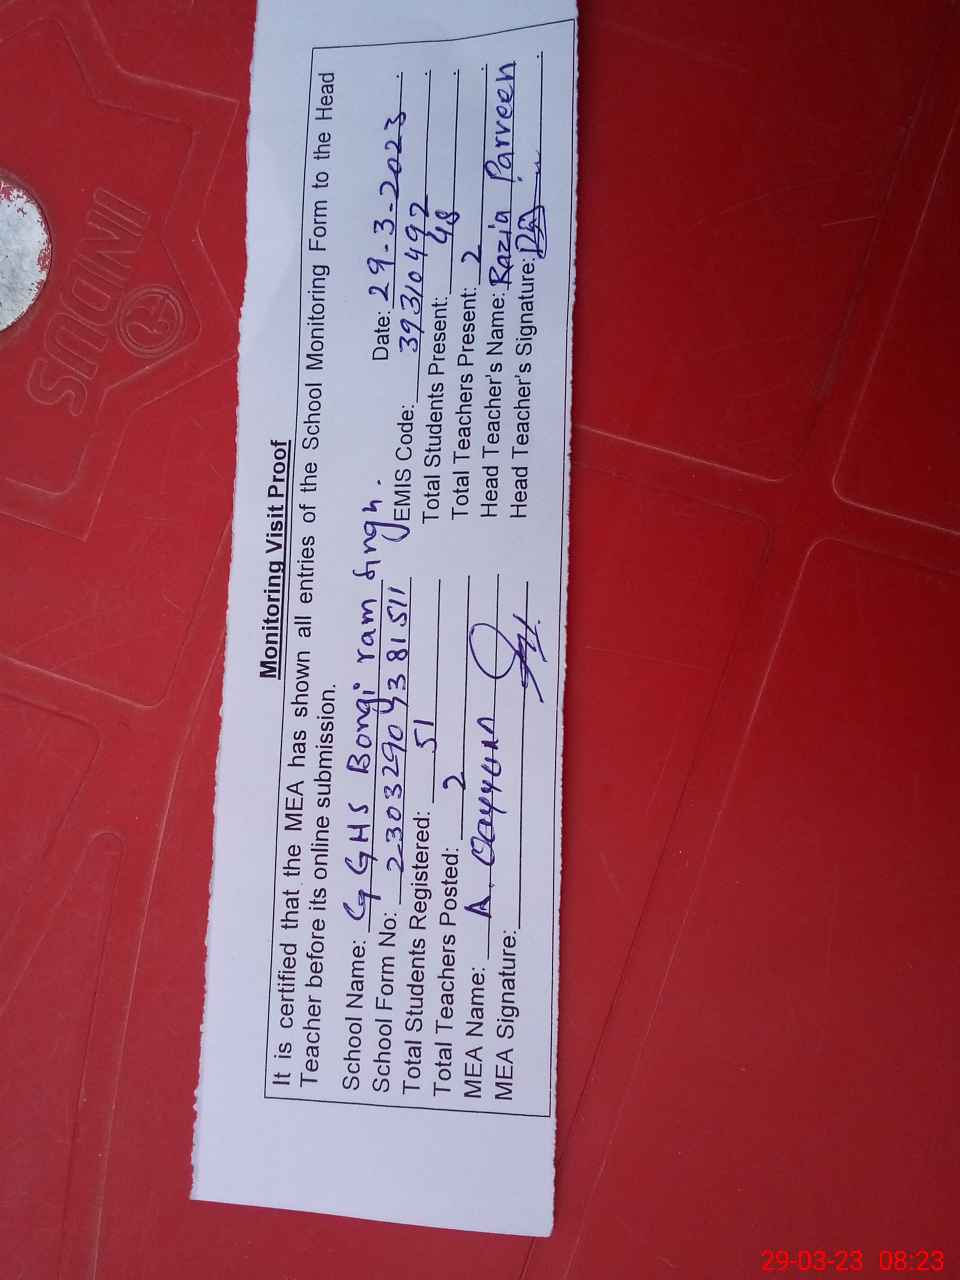 Monitoring Visit Proof
It is certified that the MEA has shown all entries of the School Monitoring Form to the Head
Teacher before its online submission.
School Name: GGHS Bongi ram Singh. Date: 29-3-2023
School Form No: 2303290 EMIS Code: 39310492
Total Students Registered: 51 Total Students Present: 48
Total Teachers Posted: 2 Total Teachers Present: 2
MEA Name: A. Qayyum Head Teacher's Name: Razia Parveen
MEA Signature: Head Teacher's Signature:
INDUS
29-03-23 08:23